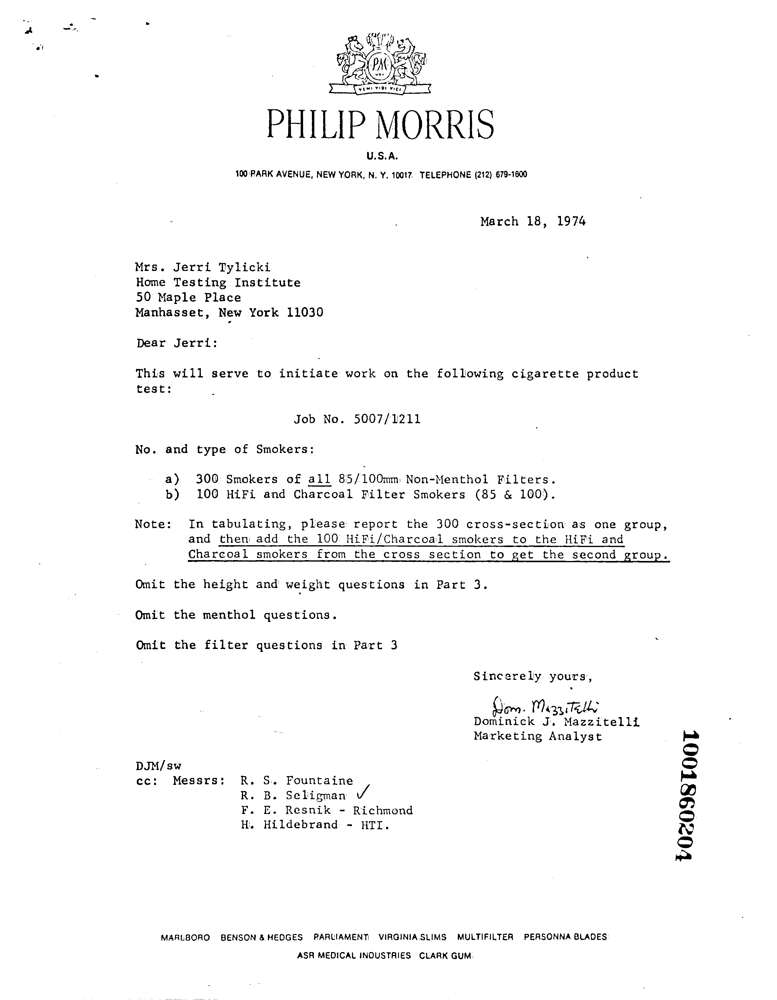 PM
VENI VIDI VICI
PHILIP MORRIS
U.S.A.
100 PARK AVENUE, NEW YORK, N. Y. 10017 TELEPHONE (212) 679-1800
March 18, 1974
Mrs. Jerri Tylicki
Home Testing Institute
50 Maple Place
Manhasset, New York 11030
Dear Jerri:
This will serve to initiate work on the following cigarette product
test:
Job No. 5007/1211
No. and type of Smokers:
a) 300 Smokers of all 85/100mm Non-Menthol Filters.
b) 100 HiFi and Charcoal Filter Smokers (85 & 100).
Note: In tabulating, please report the 300 cross-section as one group,
and then add the 100 HiFi/Charcoal smokers to the HiFi and
Charcoal smokers from the cross section to get the second group.
Omit the height and weight questions in Part 3.
Omit the menthol questions.
Omit the filter questions in Part 3
Sincerely yours,
Dom. Mazzitelli
Dominick J. Mazzitelli
Marketing Analyst
DJM/sw
cc: Messrs: R. S. Fountaine
R. B. Seligman ✓
F. E. Resnik - Richmond
H. Hildebrand - HTI.
1001860204
MARLBORO BENSON & HEDGES PARLIAMENT VIRGINIA SLIMS MULTIFILTER PERSONNA BLADES
ASR MEDICAL INDUSTRIES CLARK GUM